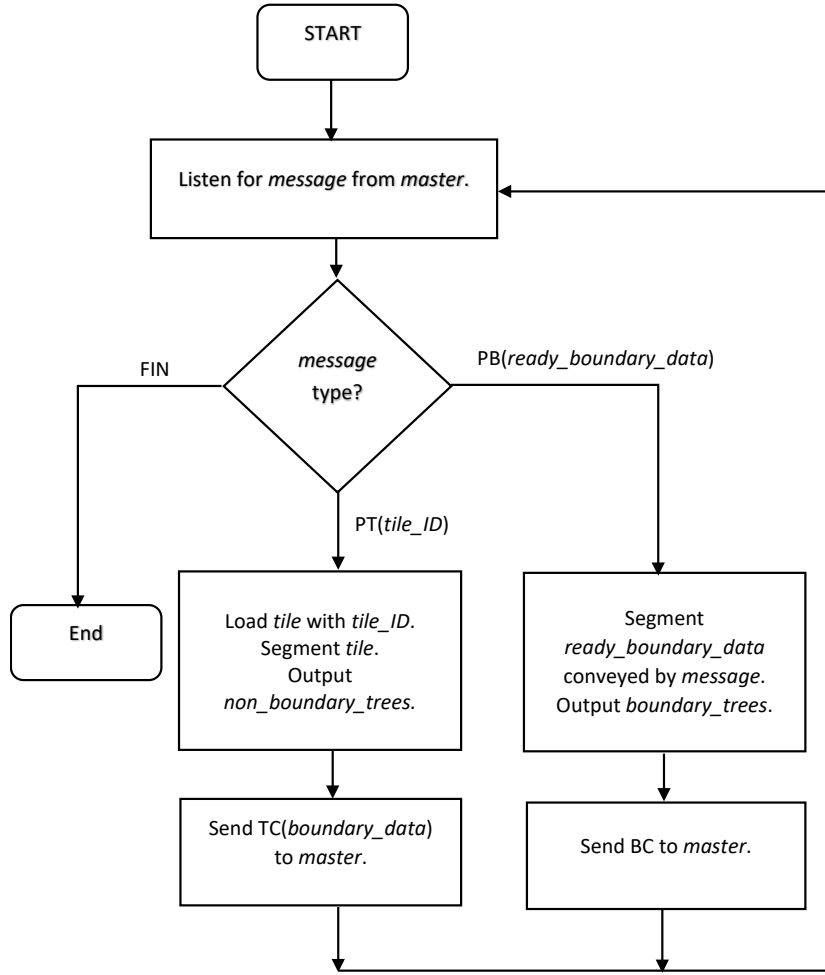 START
Listen for message from master.
message
type?
FIN
PB(ready_boundary_data)
PT(tile_ID)
End
Load tile with tile_ID.
Segment tile.
Output
non_boundary_trees.
Segment
ready_boundary_data
conveyed by message.
Output boundary_trees.
Send TC(boundary_data)
to master.
Send BC to master.